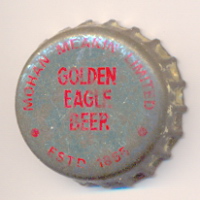 MOHAN MEAKIN LIMITED
GOLDEN
EAGLE
BEER
ESTD 1855